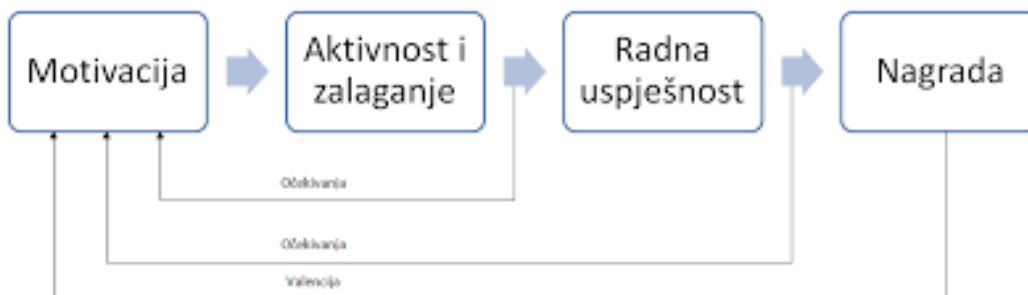 Motivacija
Aktivnost i
zalaganje
Radna
uspješnost
Nagrada
Očekivanja
Očekivanja
Valencija